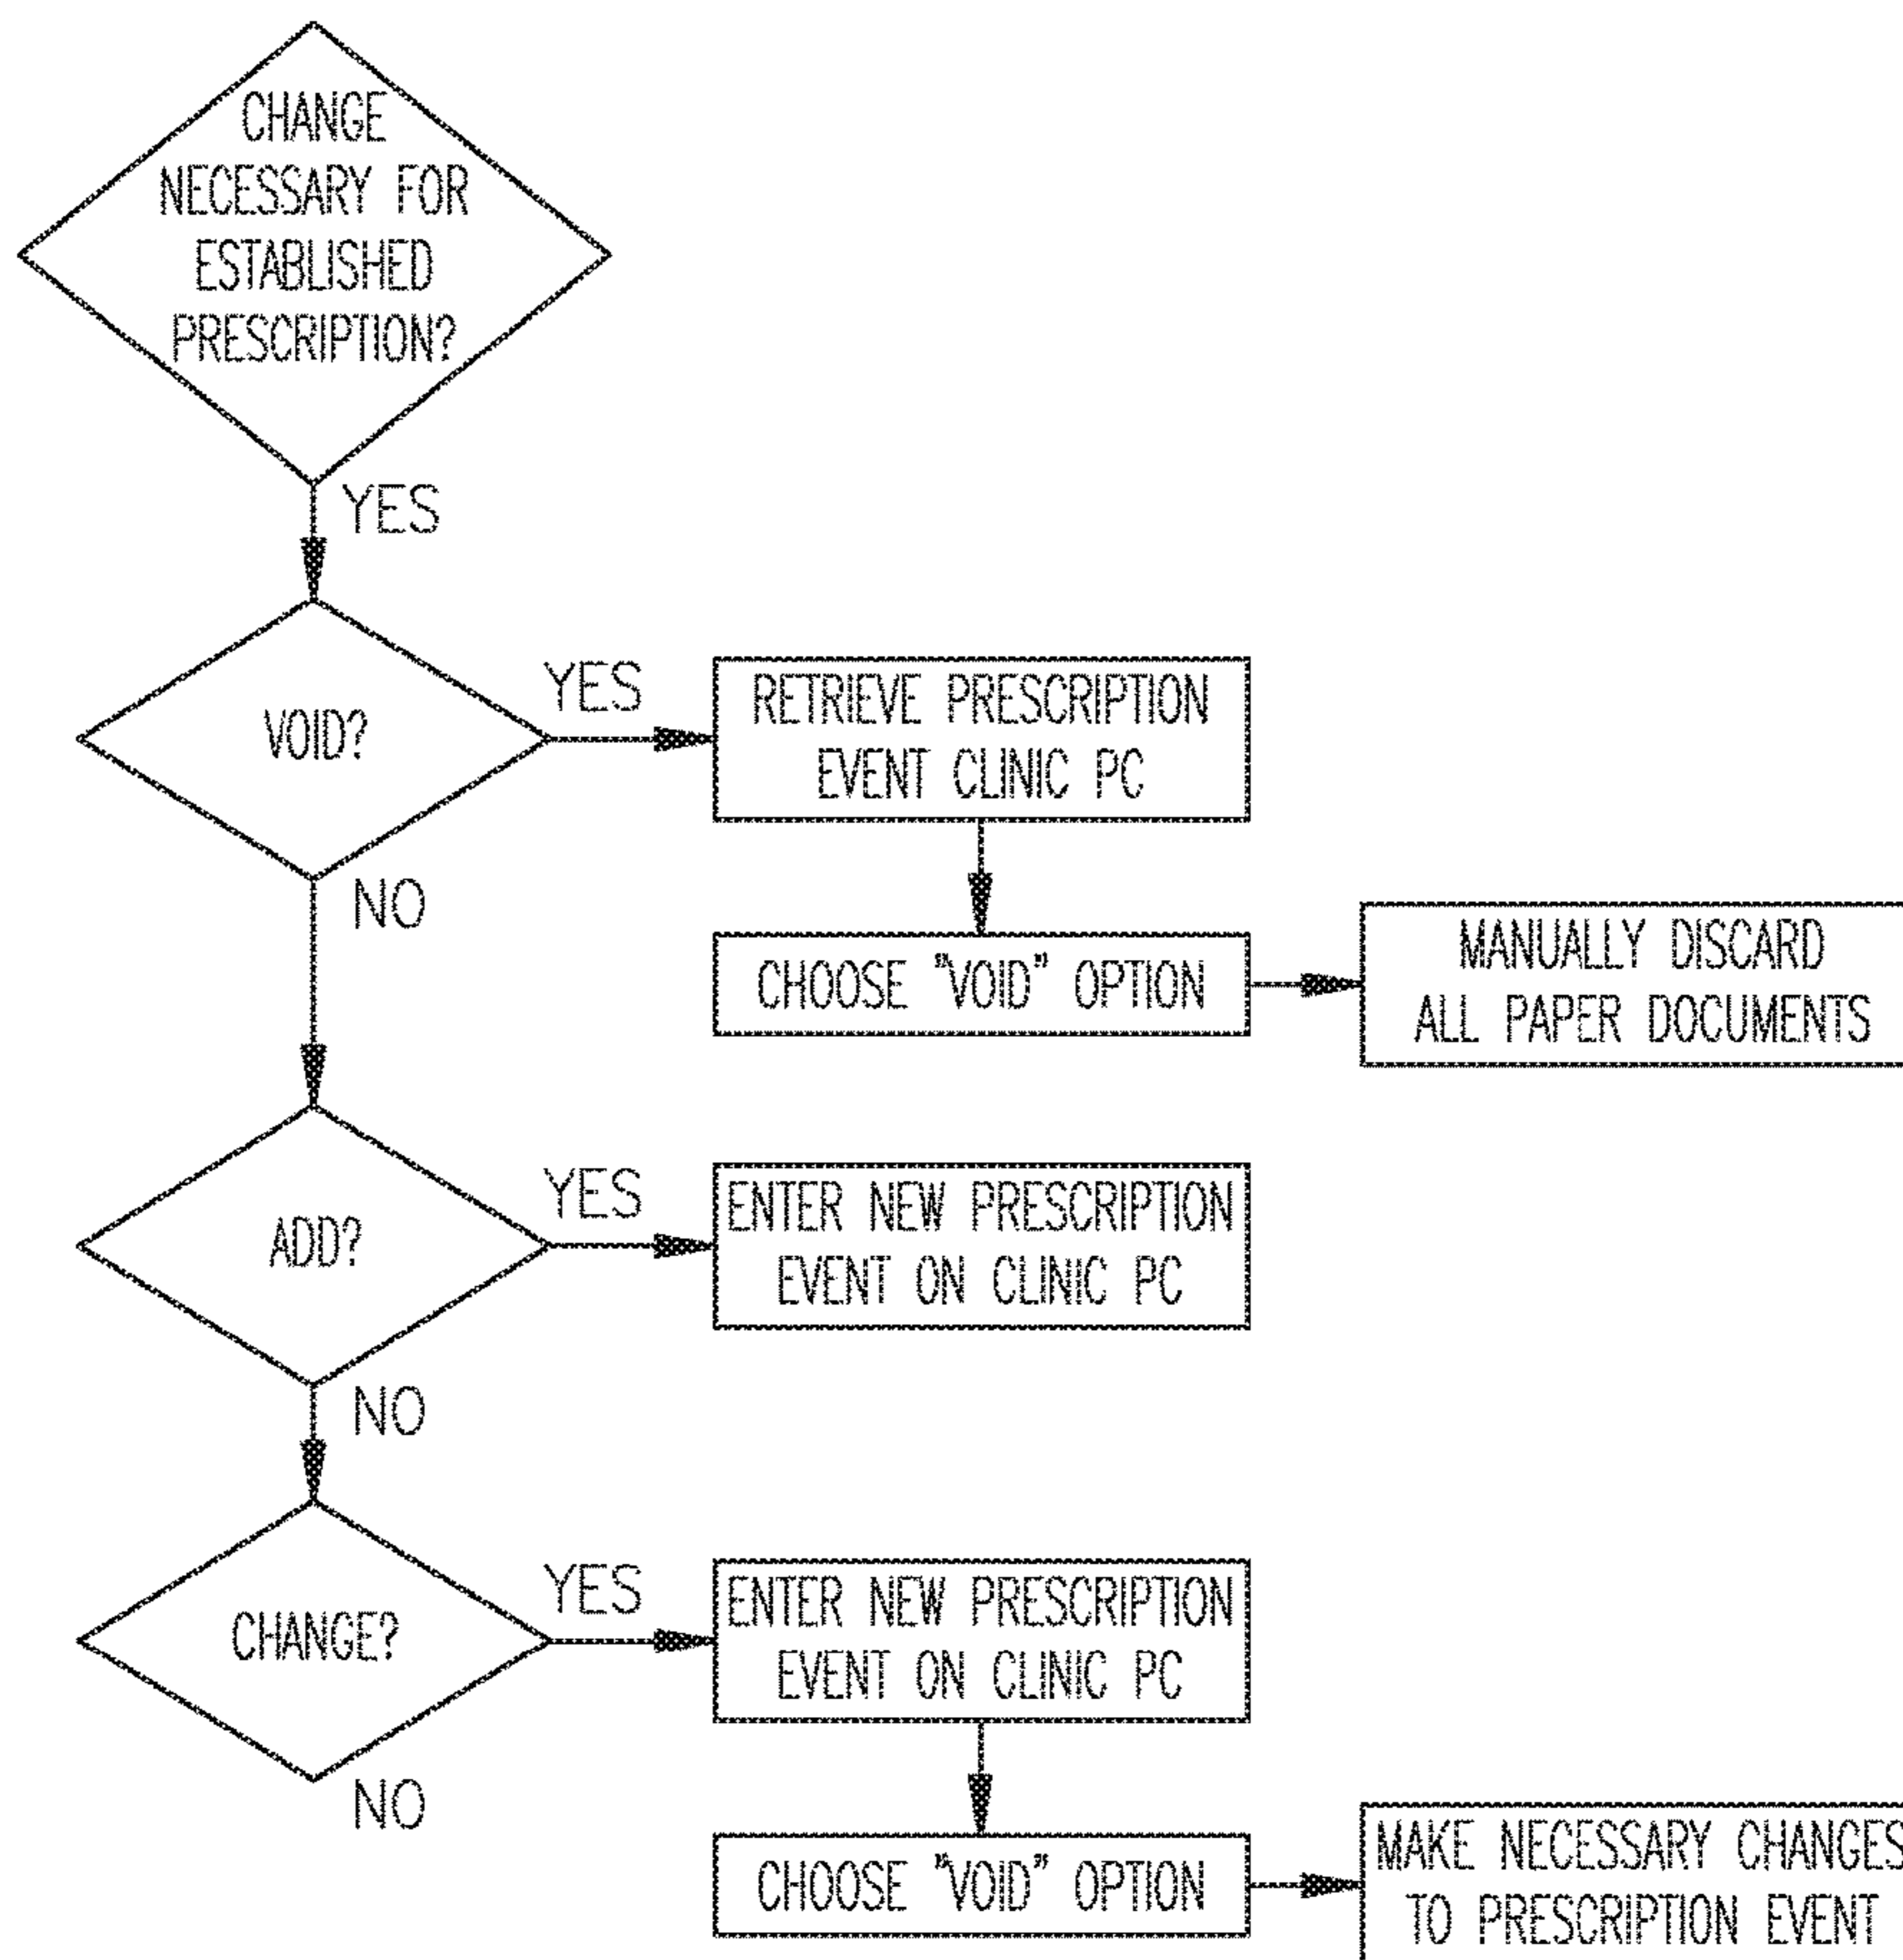 CHANGE
NECESSARY FOR
ESTABLISHED
PRESCRIPTION?
YES
VOID?
YES
RETRIEVE PRESCRIPTION
EVENT CLINIC PC
NO
CHOOSE "VOID" OPTION
MANUALLY DISCARD
ALL PAPER DOCUMENTS
ADD?
YES
ENTER NEW PRESCRIPTION
EVENT ON CLINIC PC
NO
CHANGE?
YES
ENTER NEW PRESCRIPTION
EVENT ON CLINIC PC
NO
CHOOSE "VOID" OPTION
MAKE NECESSARY CHANGES
TO PRESCRIPTION EVENT